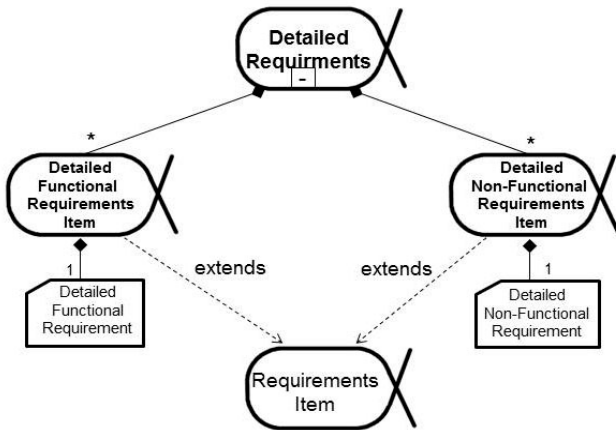 Detailed
Requirments
-
*
*
Detailed
Functional
Requirements
Item
Detailed
Non-Functional
Requirements
Item
extends
extends
1
1
Detailed
Functional
Requirement
Detailed
Non-Functional
Requirement
Requirements
Item